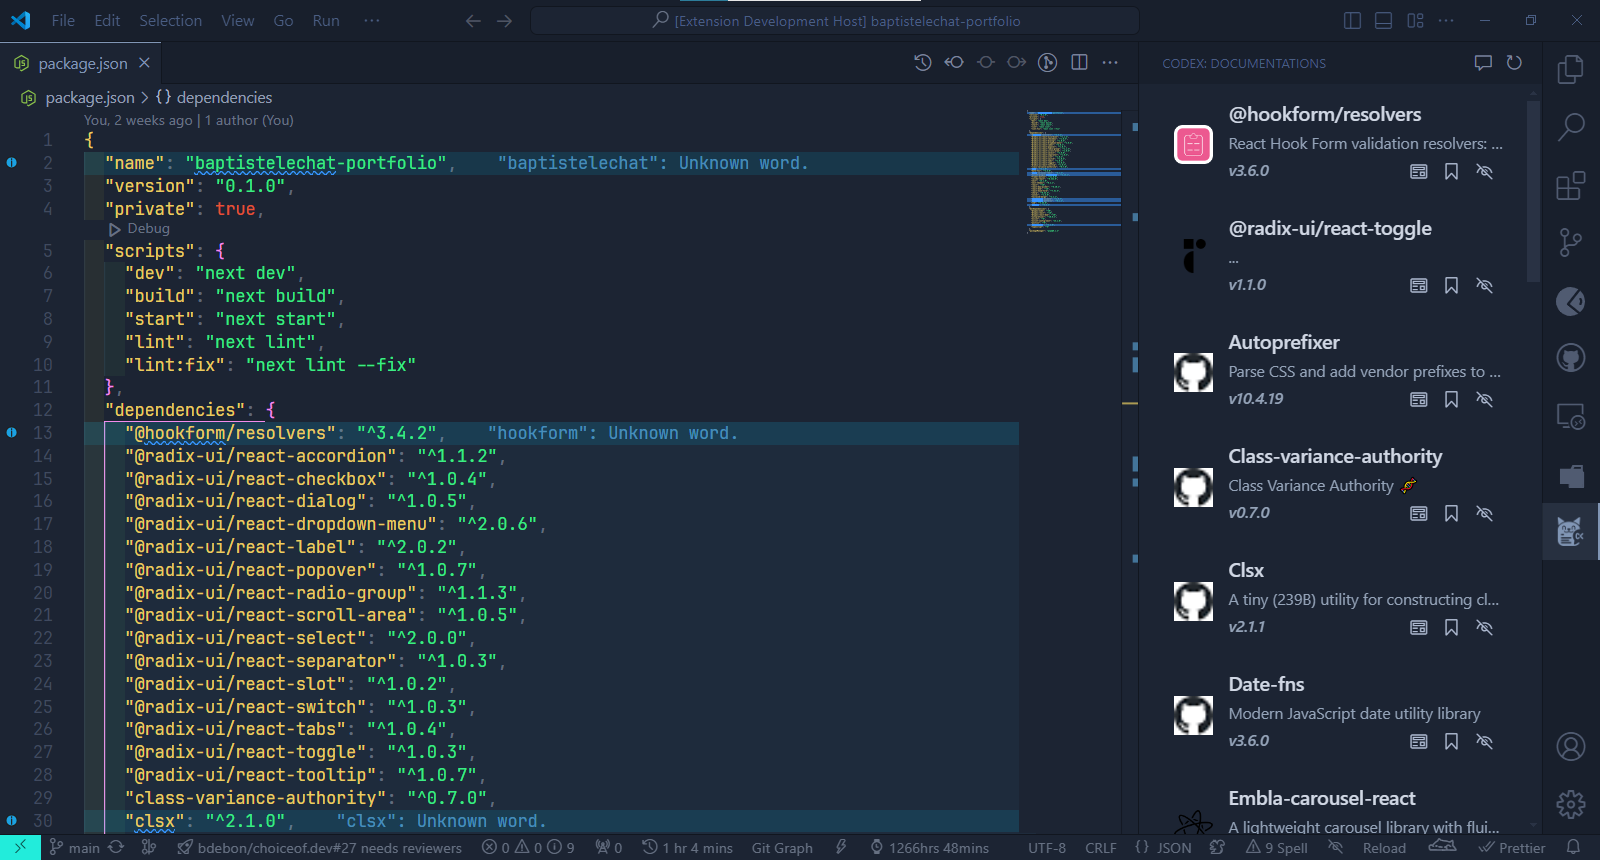 File Edit Selection View Go Run ···
[Extension Development Host] baptistelechat-portfolio
package.json
package.json > {} dependencies
You, 2 weeks ago | 1 author (You)
1 {
2 "name": "baptistelechat-portfolio", "baptistelechat": Unknown word.
3 "version": "0.1.0",
4 "private": true,
Debug
5 "scripts": {
6 "dev": "next dev",
7 "build": "next build",
8 "start": "next start",
9 "lint": "next lint",
10 "lint:fix": "next lint --fix"
11 },
12 "dependencies": {
13 "@hookform/resolvers": "^3.4.2", "hookform": Unknown word.
14 "@radix-ui/react-accordion": "^1.1.2",
15 "@radix-ui/react-checkbox": "^1.0.4",
16 "@radix-ui/react-dialog": "^1.0.5",
17 "@radix-ui/react-dropdown-menu": "^2.0.6",
18 "@radix-ui/react-label": "^2.0.2",
19 "@radix-ui/react-popover": "^1.0.7",
20 "@radix-ui/react-radio-group": "^1.1.3",
21 "@radix-ui/react-scroll-area": "^1.0.5",
22 "@radix-ui/react-select": "^2.0.0",
23 "@radix-ui/react-separator": "^1.0.3",
24 "@radix-ui/react-slot": "^1.0.2",
25 "@radix-ui/react-switch": "^1.0.3",
26 "@radix-ui/react-tabs": "^1.0.4",
27 "@radix-ui/react-toggle": "^1.0.3",
28 "@radix-ui/react-tooltip": "^1.0.7",
29 "class-variance-authority": "^0.7.0",
30 "clsx": "^2.1.0", "clsx": Unknown word.
CODEX: DOCUMENTATIONS
@hookform/resolvers
React Hook Form validation resolvers: ...
v3.6.0
@radix-ui/react-toggle
...
v1.1.0
Autoprefixer
Parse CSS and add vendor prefixes to ...
v10.4.19
Class-variance-authority
Class Variance Authority 🧬
v0.7.0
Clsx
A tiny (239B) utility for constructing cl...
v2.1.1
Date-fns
Modern JavaScript date utility library
v3.6.0
Embla-carousel-react
A lightweight carousel library with flui...
main bdebon/choiceof.dev#27 needs reviewers 0 0 9 0 1 hr 4 mins Git Graph 1266hrs 48mins UTF-8 CRLF {} JSON 9 Spell Reload Prettier